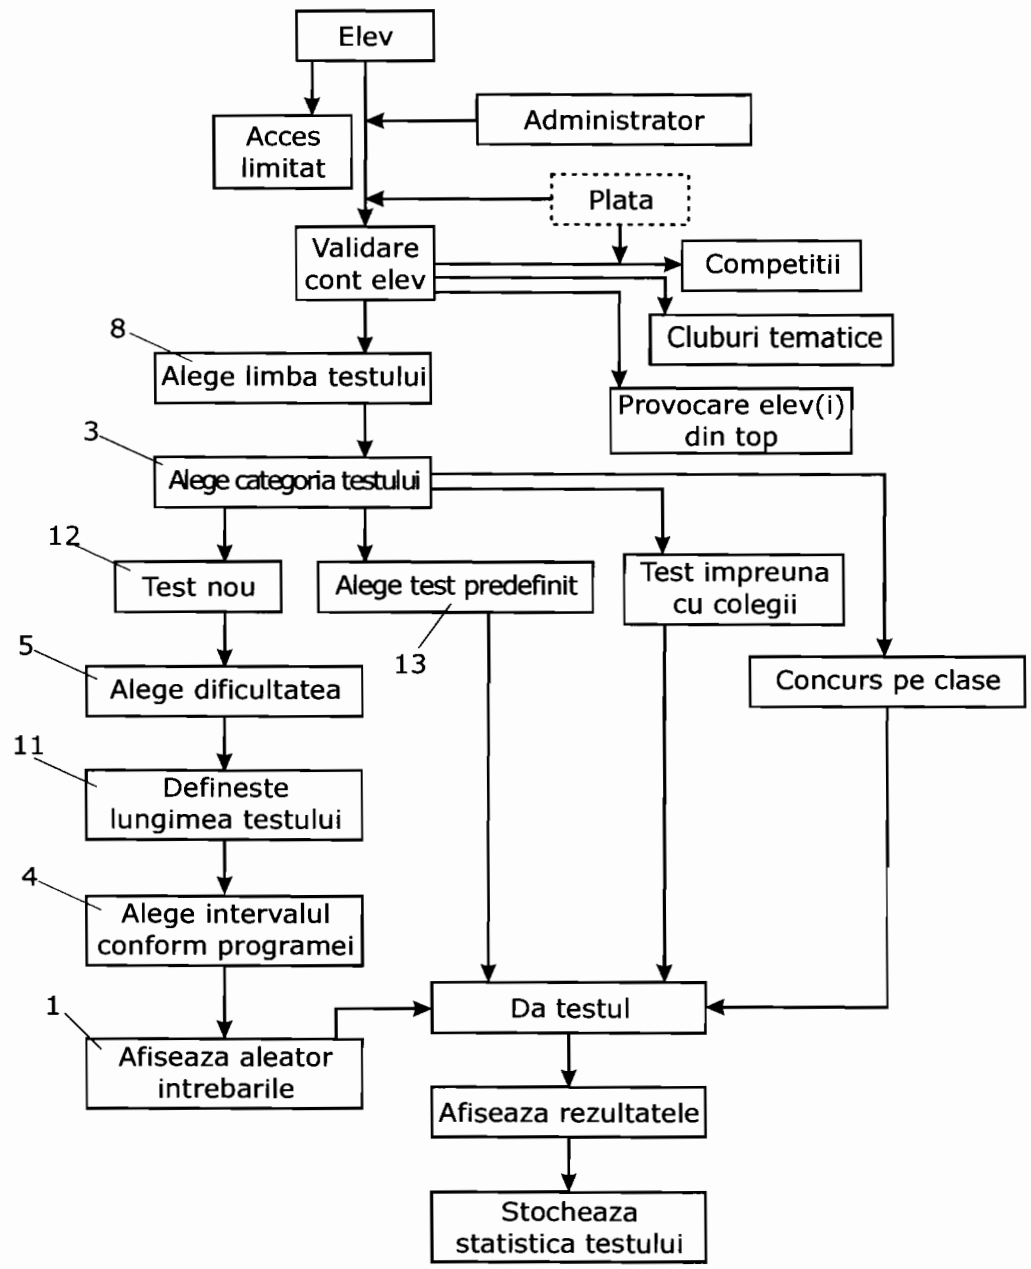 Elev
Administrator
Acces
limitat
Plata
Validare
cont elev
Competitii
Cluburi tematice
8
Alege limba testului
Provocare elev(i)
din top
3
Alege categoria testului
12
Test nou
Alege test predefinit
13
Test impreuna
cu colegii
5
Alege dificultatea
Concurs pe clase
11
Defineste
lungimea testului
4
Alege intervalul
conform programei
1
Afiseaza aleator
intrebarile
Da testul
Afiseaza rezultatele
Stocheaza
statistica testului